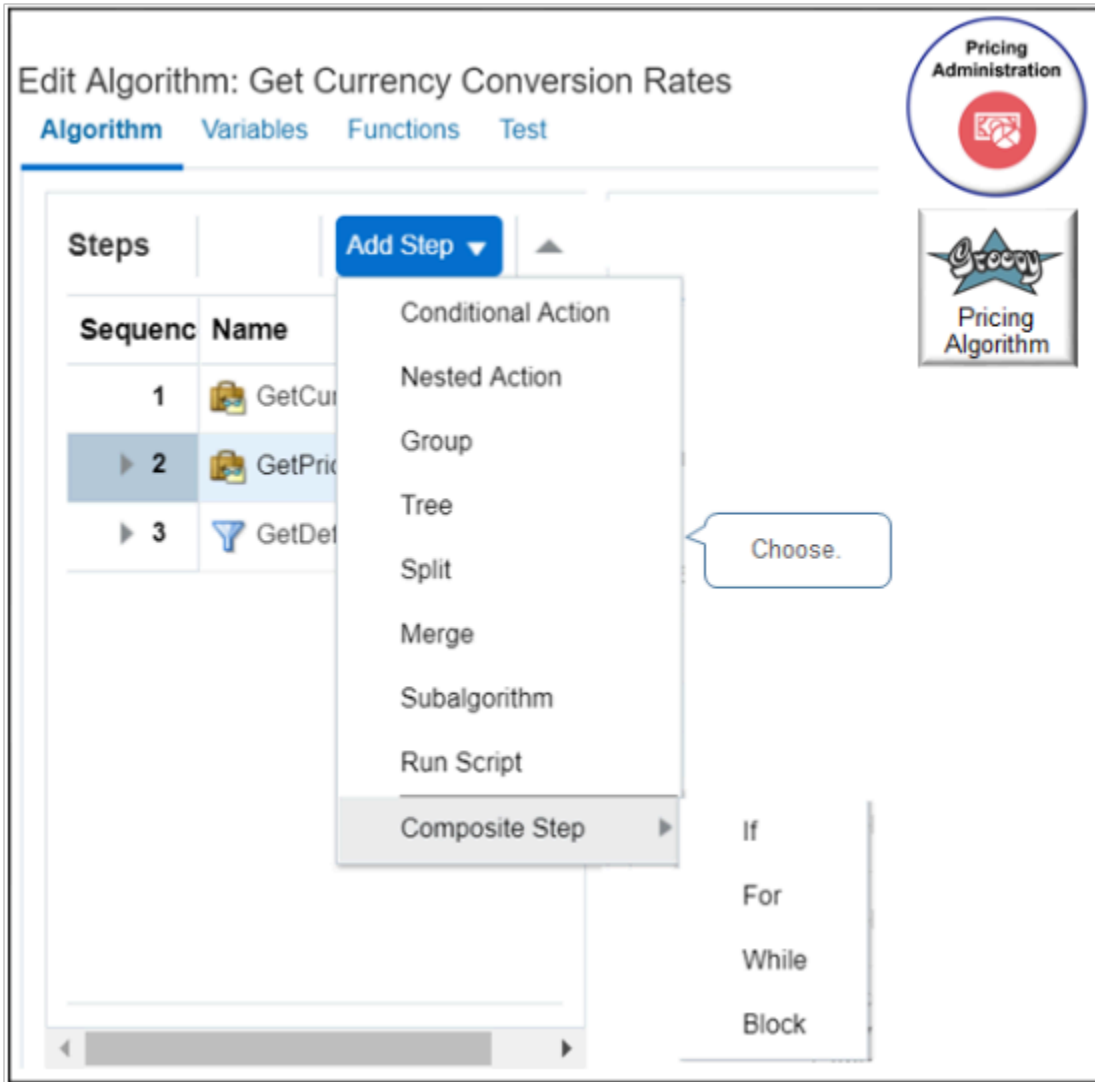 Pricing
Administration
Edit Algorithm: Get Currency Conversion Rates
Algorithm Variables Functions Test
Groovy
Pricing
Algorithm
Steps Add Step
Sequenc Name
1 GetCur
2 GetPric
3 GetDef
Conditional Action
Nested Action
Group
Tree
Split
Merge
Subalgorithm
Run Script
Composite Step
Choose.
If
For
While
Block